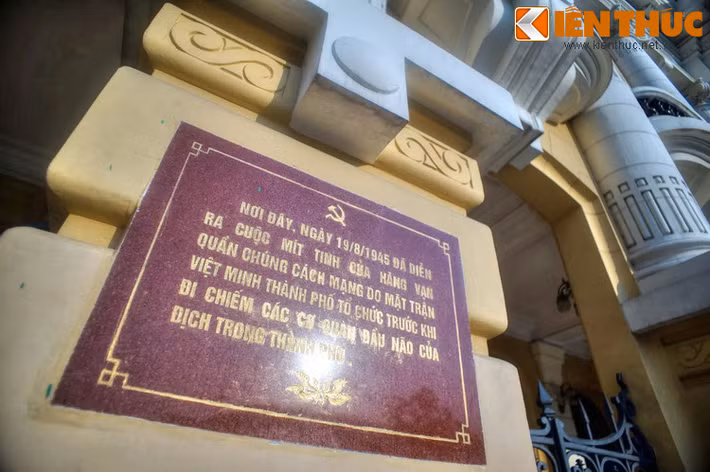 KIẾN THỨC
www.kienthuc.net.vn
NƠI ĐÂY, NGÀY 19/8/1945 ĐÃ DIỄN
RA CUỘC MÍT TINH CỦA HÀNG VẠN
QUẦN CHÚNG CÁCH MẠNG DO MẶT TRẬN
VIỆT MINH THÀNH PHỐ TỔ CHỨC TRƯỚC KHI
ĐI CHIẾM CÁC CƠ QUAN ĐẦU NÃO CỦA
ĐỊCH TRONG THÀNH PHỐ.